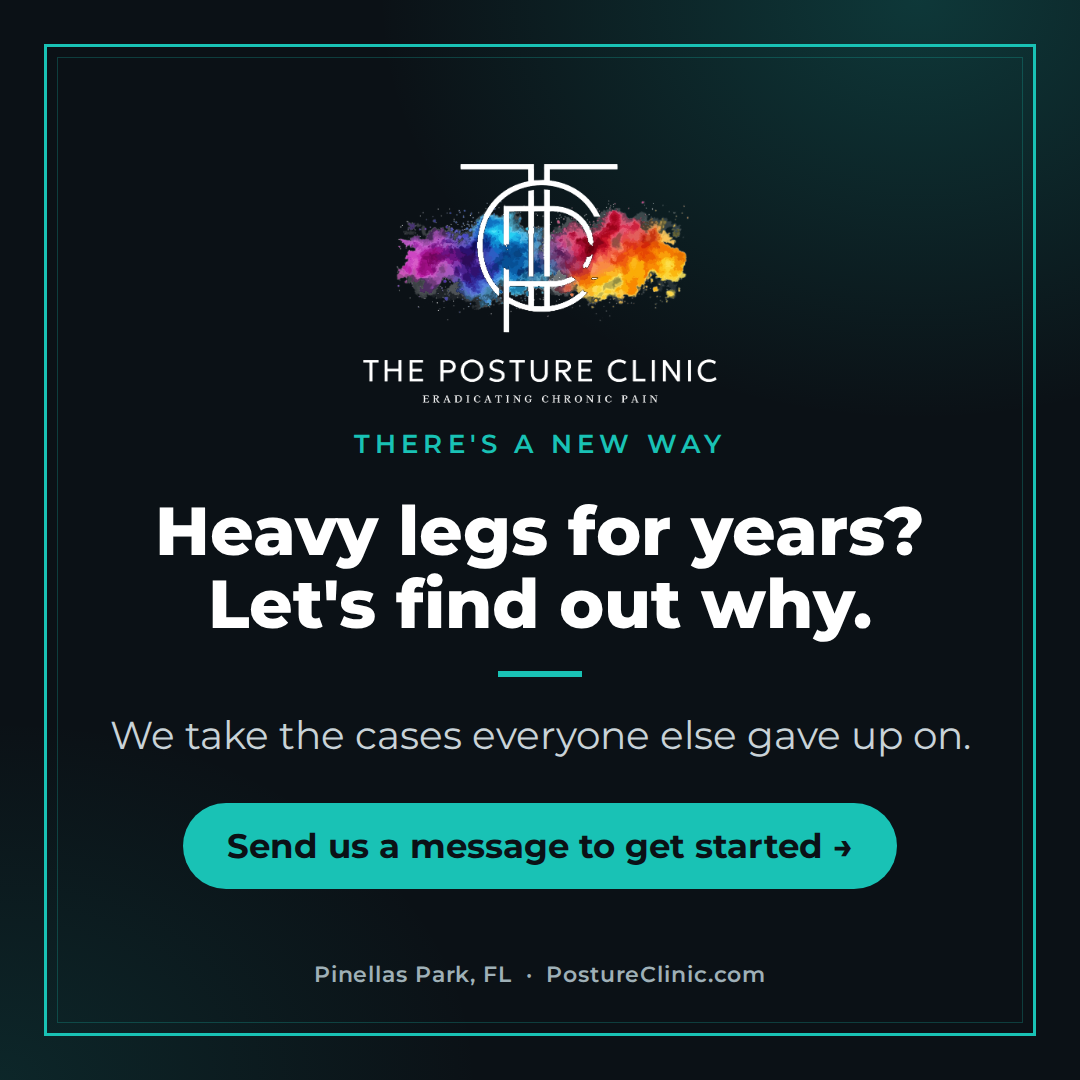 THE POSTURE CLINIC
ERADICATING CHRONIC PAIN
THERE'S A NEW WAY
Heavy legs for years?
Let's find out why.
We take the cases everyone else gave up on.
Send us a message to get started →
Pinellas Park, FL · PostureClinic.com